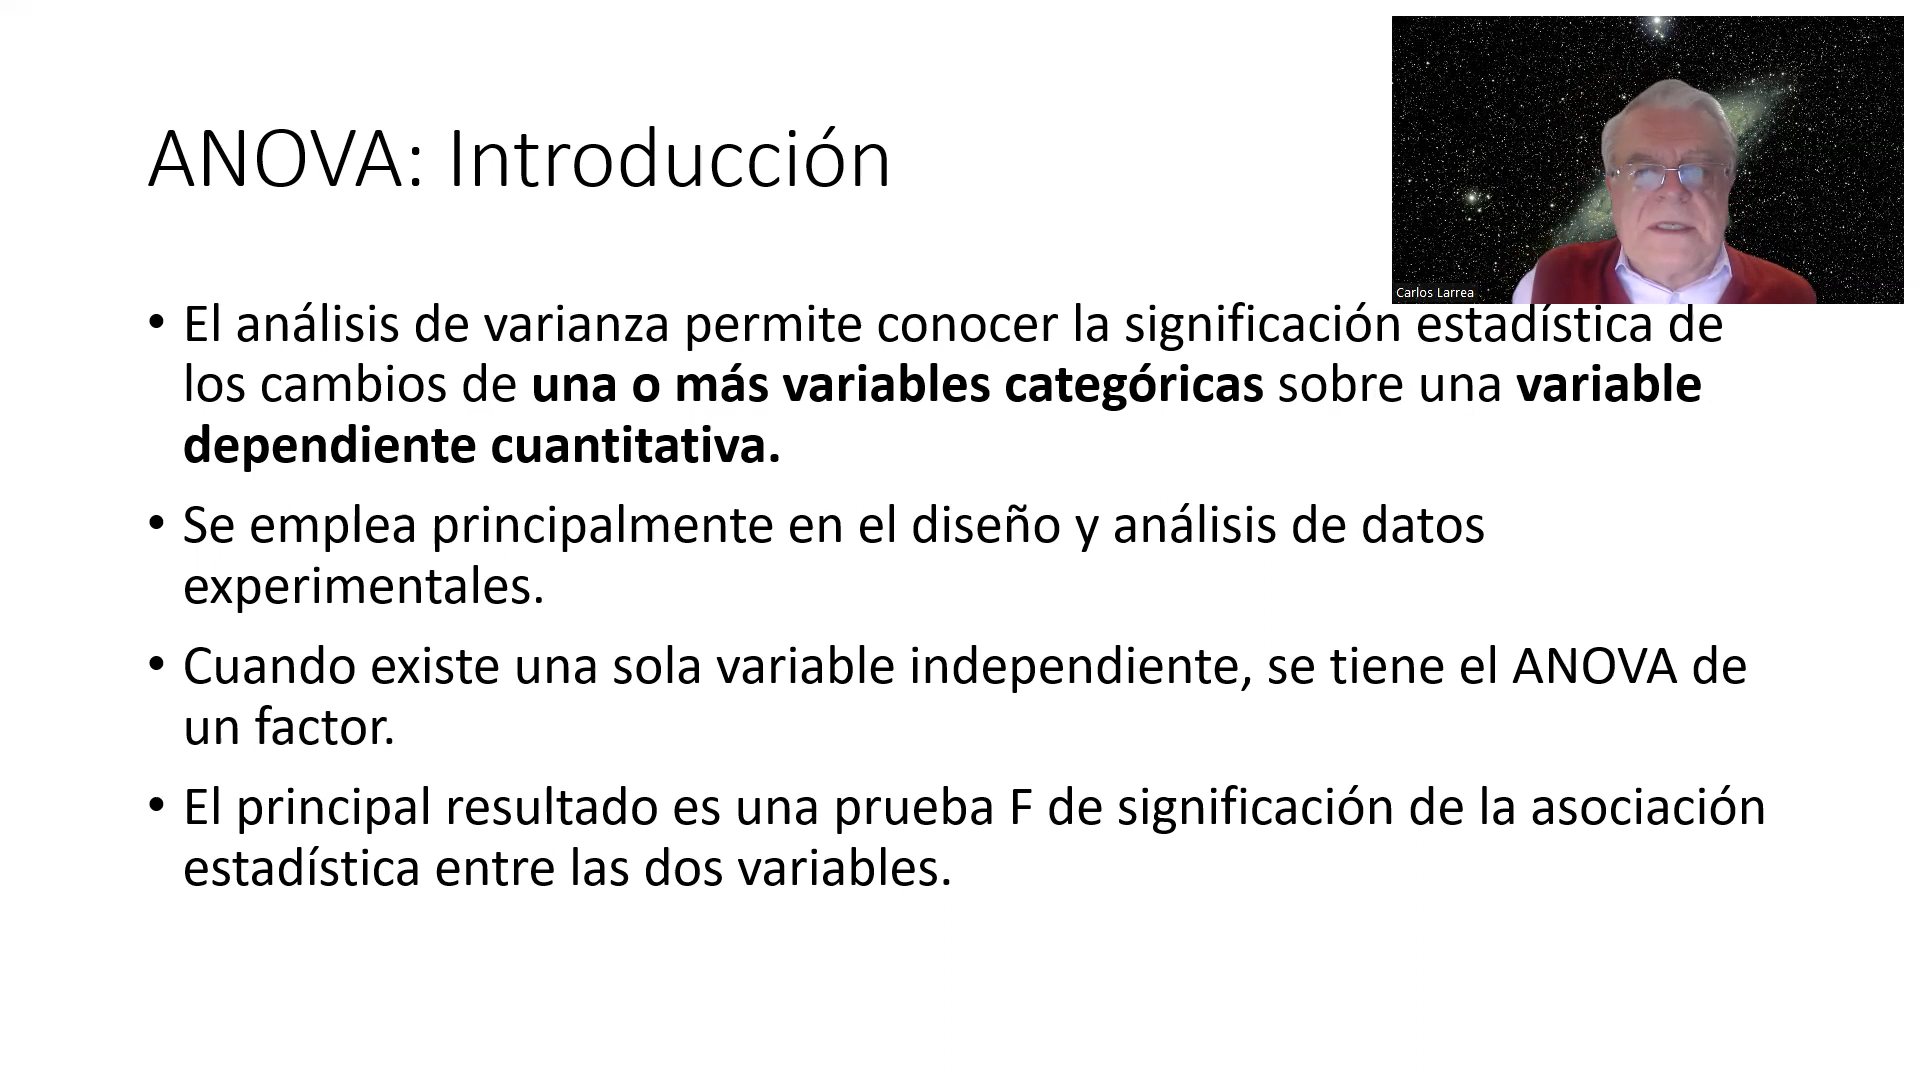 ANOVA: Introducción
Carlos Larrea
• El análisis de varianza permite conocer la significación estadística de
los cambios de una o más variables categóricas sobre una variable
dependiente cuantitativa.
• Se emplea principalmente en el diseño y análisis de datos
experimentales.
• Cuando existe una sola variable independiente, se tiene el ANOVA de
un factor.
• El principal resultado es una prueba F de significación de la asociación
estadística entre las dos variables.